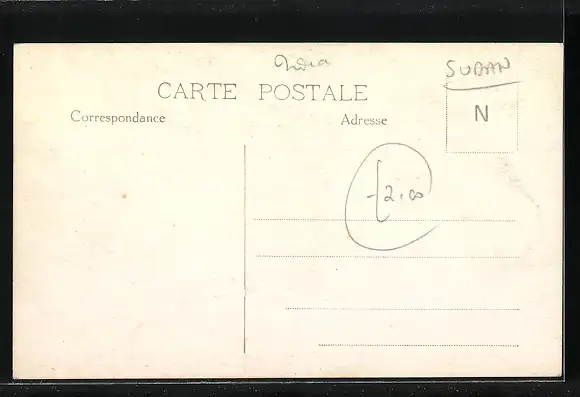 India
SUDAN
CARTE POSTALE
N
Correspondance
Adresse
£2.00